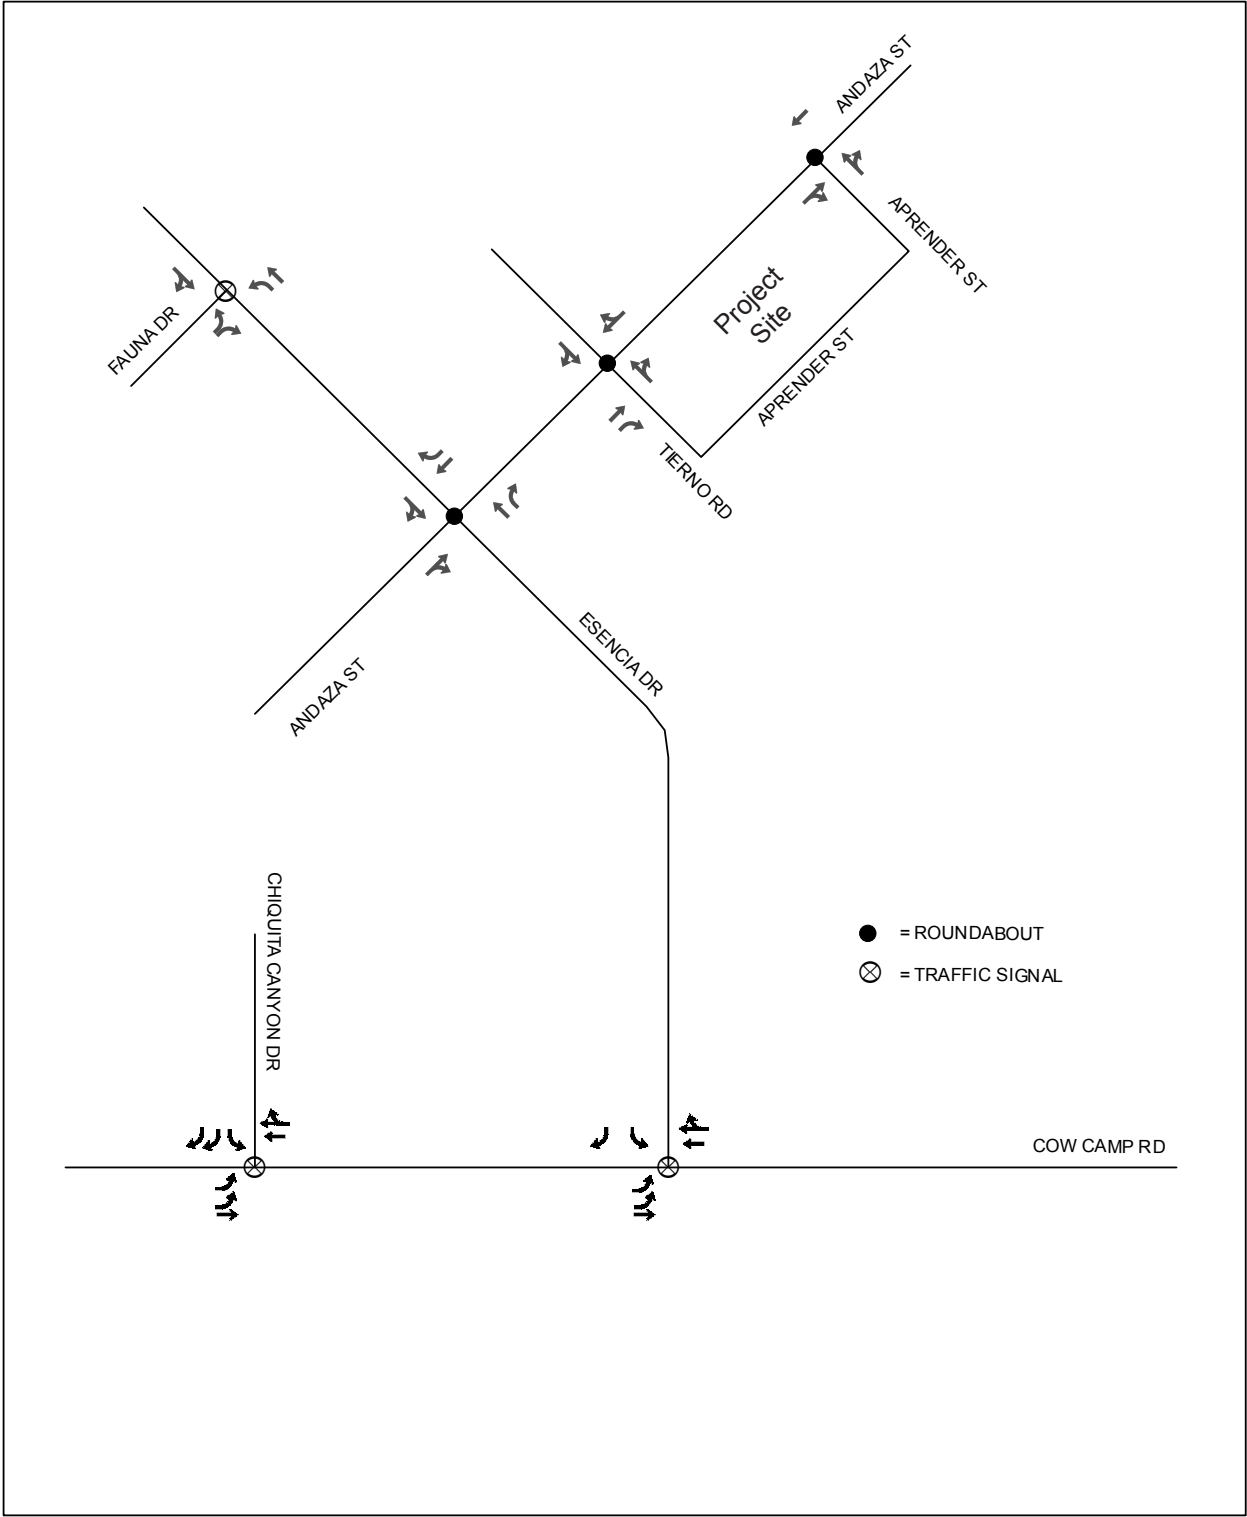 ANDAZA ST
APRENDER ST
Project
Site
FAUNA DR
APRENDER ST
TIERNO RD
ESENCIA DR
ANDAZA ST
CHIQUITA CANYON DR
= ROUNDABOUT
= TRAFFIC SIGNAL
COW CAMP RD